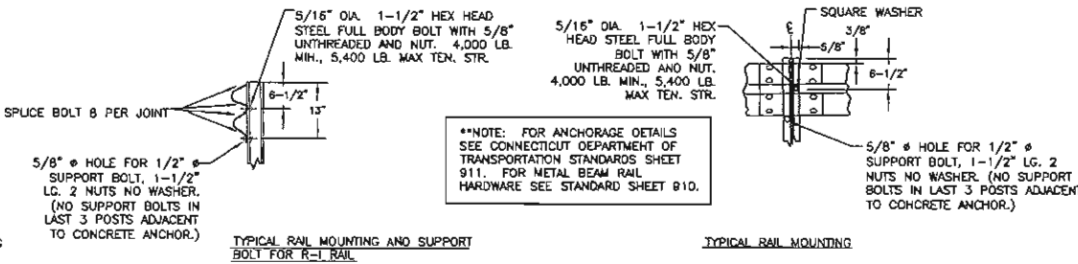 5/16" DIA. 1-1/2" HEX HEAD
STEEL FULL BODY BOLT WITH 5/8"
UNTHREADED AND NUT. 4,000 LB.
MIN., 5,400 LB. MAX TEN. STR.
6-1/2"
13"
SPLICE BOLT 8 PER JOINT
5/8" ø HOLE FOR 1/2" ø
SUPPORT BOLT, 1-1/2"
LG. 2 NUTS NO WASHER.
(NO SUPPORT BOLTS IN
LAST 3 POSTS ADJACENT
TO CONCRETE ANCHOR.)
TYPICAL RAIL MOUNTING AND SUPPORT
BOLT FOR R-I RAIL
**NOTE: FOR ANCHORAGE DETAILS
SEE CONNECTICUT DEPARTMENT OF
TRANSPORTATION STANDARDS SHEET
911. FOR METAL BEAM RAIL
HARDWARE SEE STANDARD SHEET 910.
5/16" DIA. 1-1/2" HEX
HEAD STEEL FULL BODY
BOLT WITH 5/8"
UNTHREADED AND NUT.
4,000 LB. MIN., 5,400 LB.
MAX TEN. STR.
SQUARE WASHER
3/8"
5/8"
6-1/2"
5/8" ø HOLE FOR 1/2" ø
SUPPORT BOLT, 1-1/2" LG. 2
NUTS NO WASHER. (NO SUPPORT
BOLTS IN LAST 3 POSTS ADJACENT
TO CONCRETE ANCHOR.)
TYPICAL RAIL MOUNTING